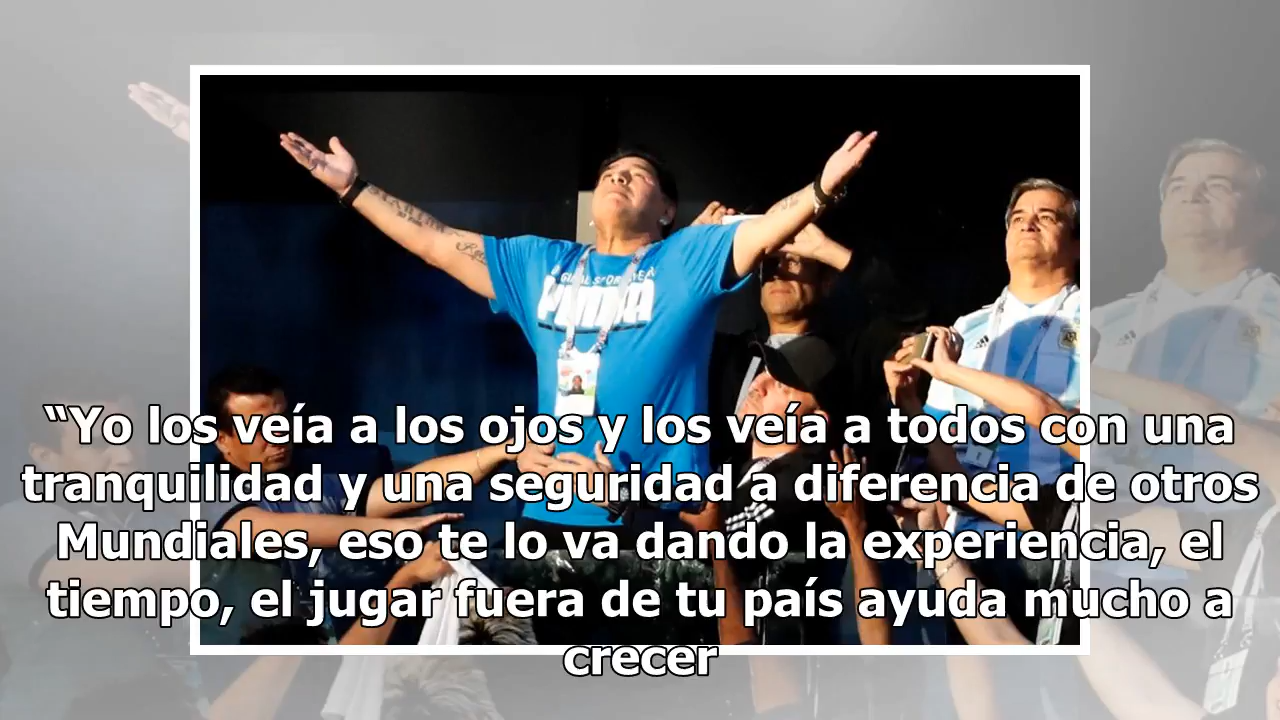 “Yo los veía a los ojos y los veía a todos con una
tranquilidad y una seguridad a diferencia de otros
Mundiales, eso te lo va dando la experiencia, el
tiempo, el jugar fuera de tu país ayuda mucho a
crecer